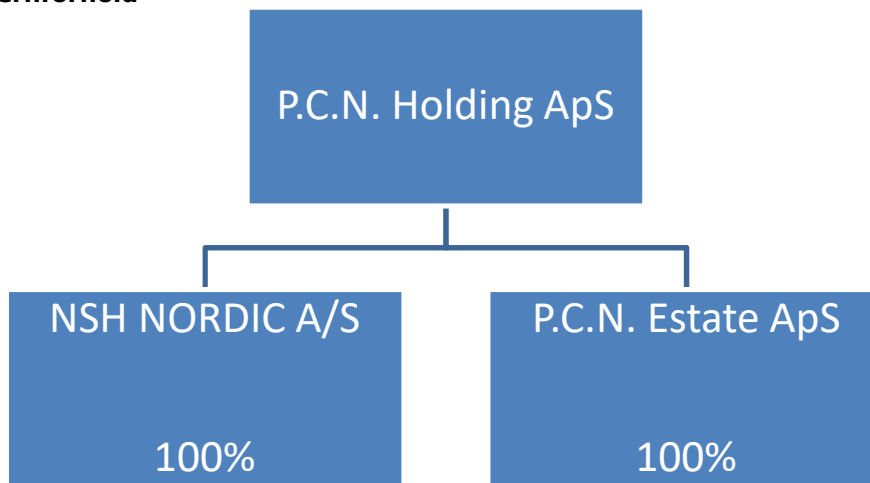 P.C.N. Holding ApS
NSH NORDIC A/S
P.C.N. Estate ApS
100%
100%